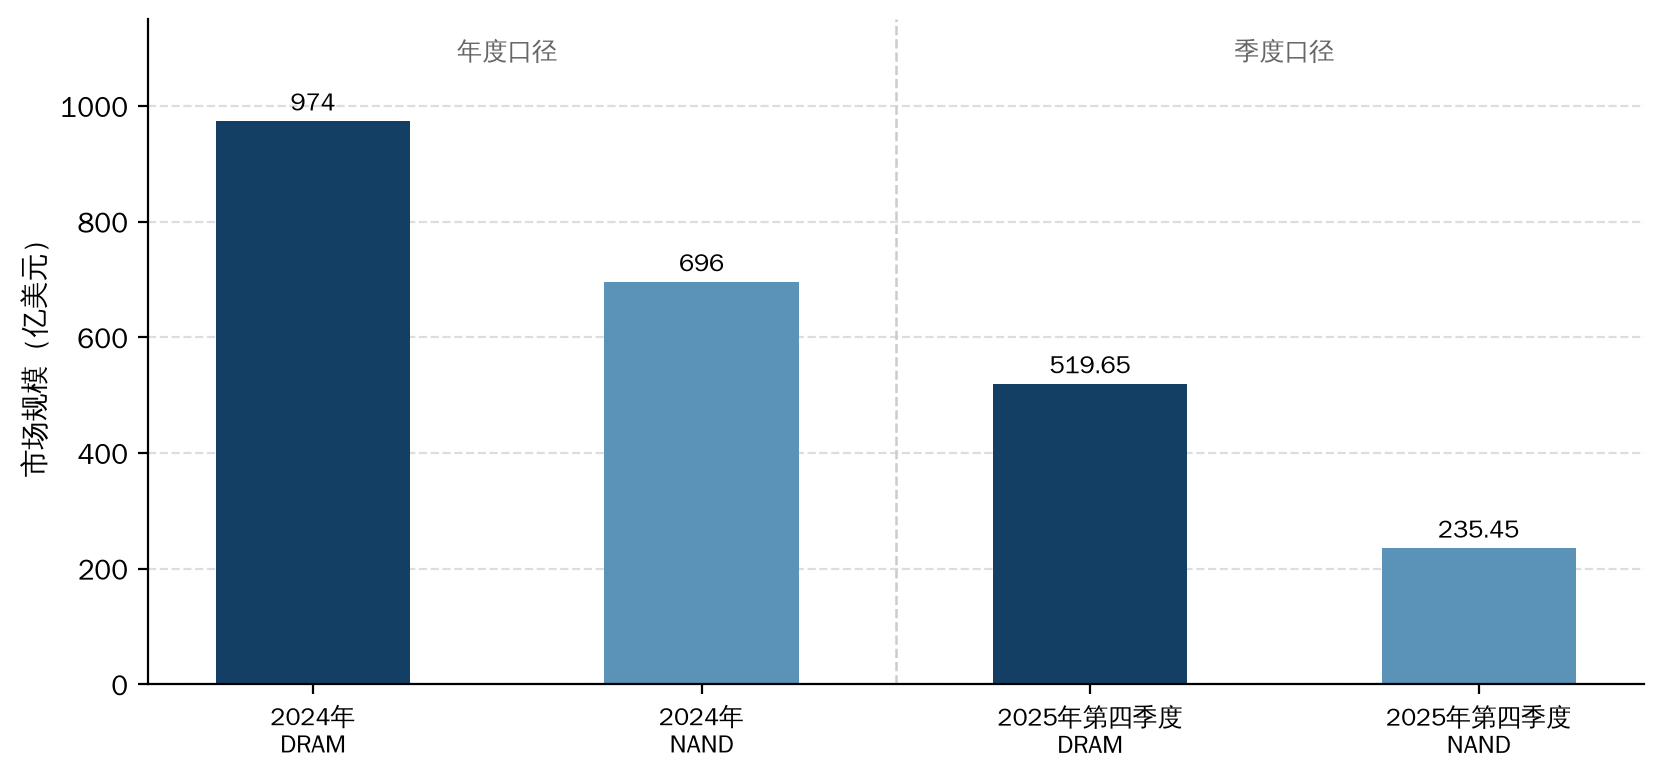 年度口径
季度口径
市场规模（亿美元）
1000
800
600
400
200
0
974
696
519.65
235.45
2024年
DRAM
2024年
NAND
2025年第四季度
DRAM
2025年第四季度
NAND